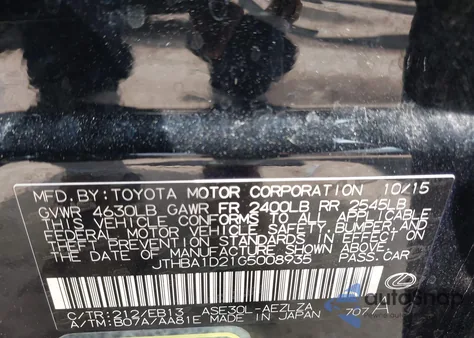 MFD. BY: TOYOTA MOTOR CORPORATION 10/15
GVWR 4630LB GAWR FR 2400LB RR 2545LB
THIS VEHICLE CONFORMS TO ALL APPLICABLE
FEDERAL MOTOR VEHICLE SAFETY, BUMPER, AND
THEFT PREVENTION STANDARDS IN EFFECT ON
THE DATE OF MANUFACTURE SHOWN ABOVE.
JTHBA1D21G5008935 PASS. CAR
C/TR: 212/EB13 ASE30L-AEZLZA
A/TM: B07A/AA81E MADE IN JAPAN 707A
autosnap